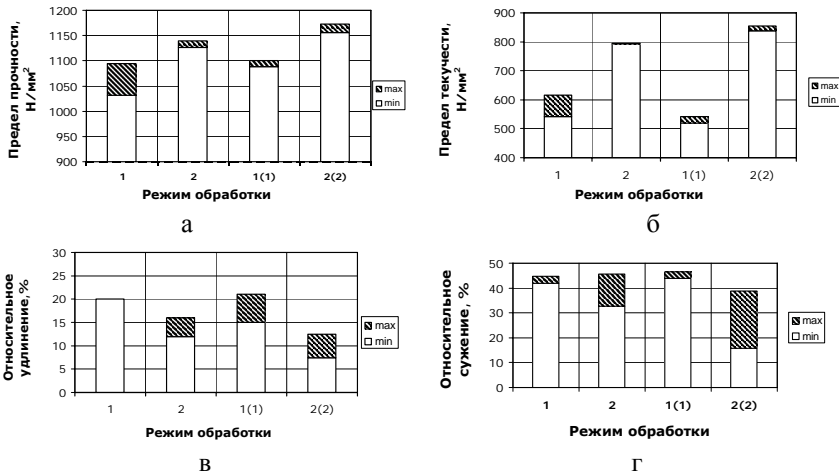 Предел прочности,
Н/мм²
1200
1150
1100
1050
1000
950
900
1
2
1(1)
2(2)
Режим обработки
max
min
а
Предел текучести,
Н/мм²
900
800
700
600
500
400
1
2
1(1)
2(2)
Режим обработки
max
min
б
Относительное
удлинение,%
30
25
20
15
10
5
0
1
2
1(1)
2(2)
Режим обработки
max
min
в
Относительное
сужение, %
50
40
30
20
10
0
1
2
1(1)
2(2)
Режим обработки
max
min
г